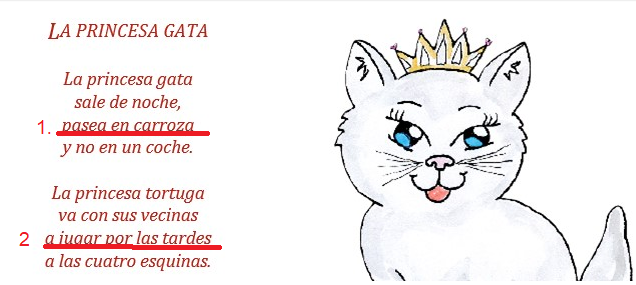 LA PRINCESA GATA
La princesa gata
sale de noche,
1. pasea en carroza
y no en un coche.
La princesa tortuga
va con sus vecinas
2 a jugar por las tardes
a las cuatro esquinas.